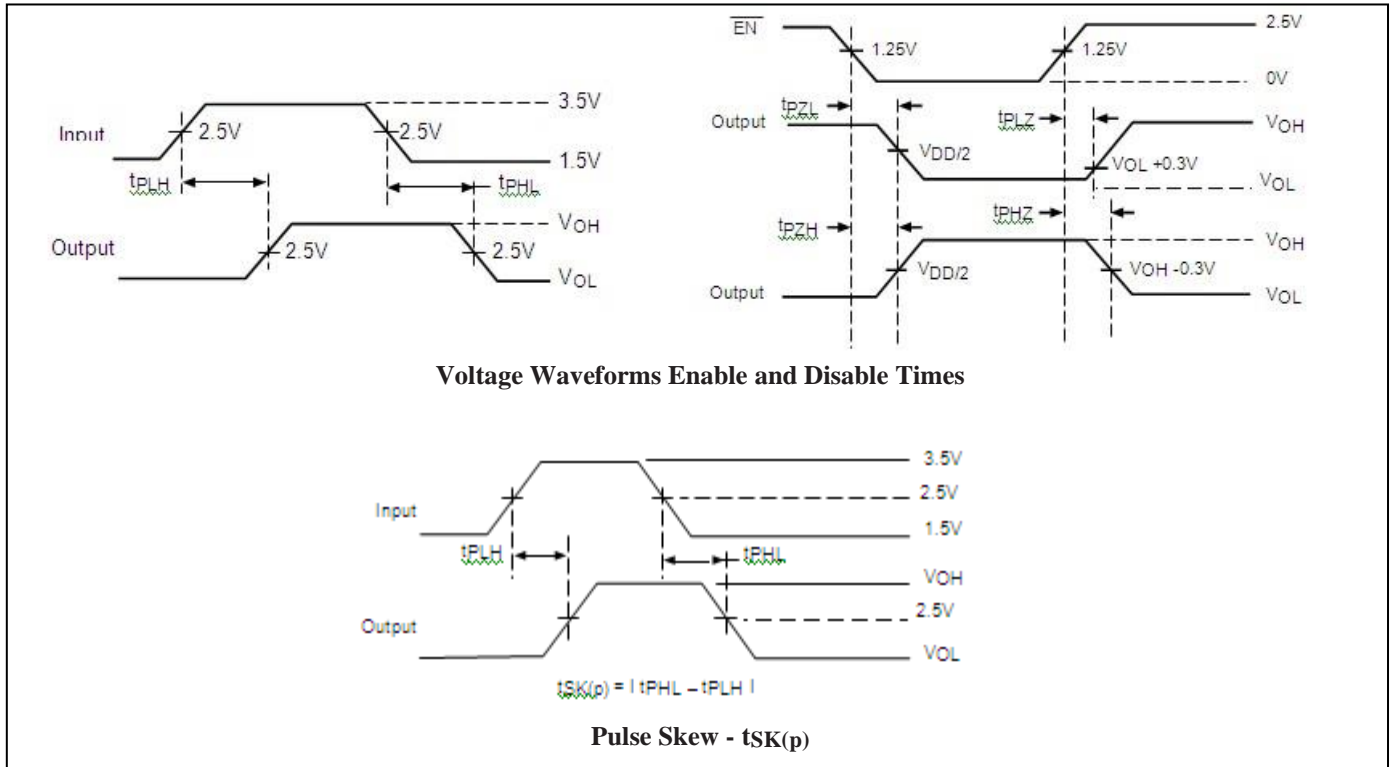 Input
2.5V
2.5V
3.5V
1.5V
tPLH
tPHL
Output
2.5V
2.5V
VOH
VOL
EN
1.25V
1.25V
2.5V
0V
tPZL
tPLZ
Output
VDD/2
VOL +0.3V
VOH
VOL
tPZH
tPHZ
Output
VDD/2
VOH -0.3V
VOH
VOL
Voltage Waveforms Enable and Disable Times
Input
3.5V
2.5V
1.5V
tPLH
tPHL
Output
VOH
2.5V
VOL
tSK(p) = | tPHL – tPLH |
Pulse Skew - tSK(p)